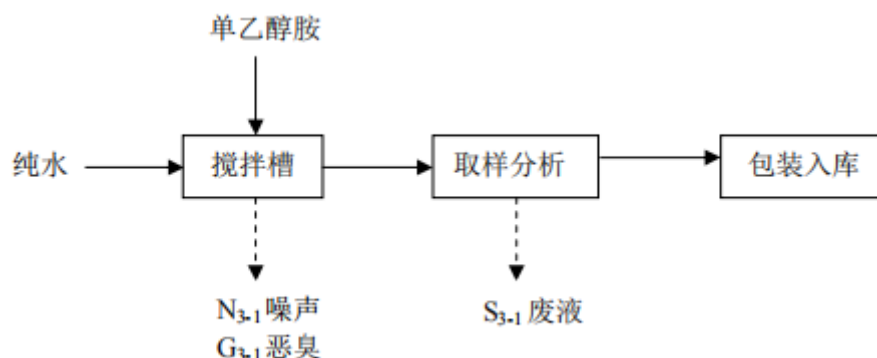 单乙醇胺
纯水
搅拌槽
取样分析
包装入库
N3-1噪声
G3-1恶臭
S3-1废液